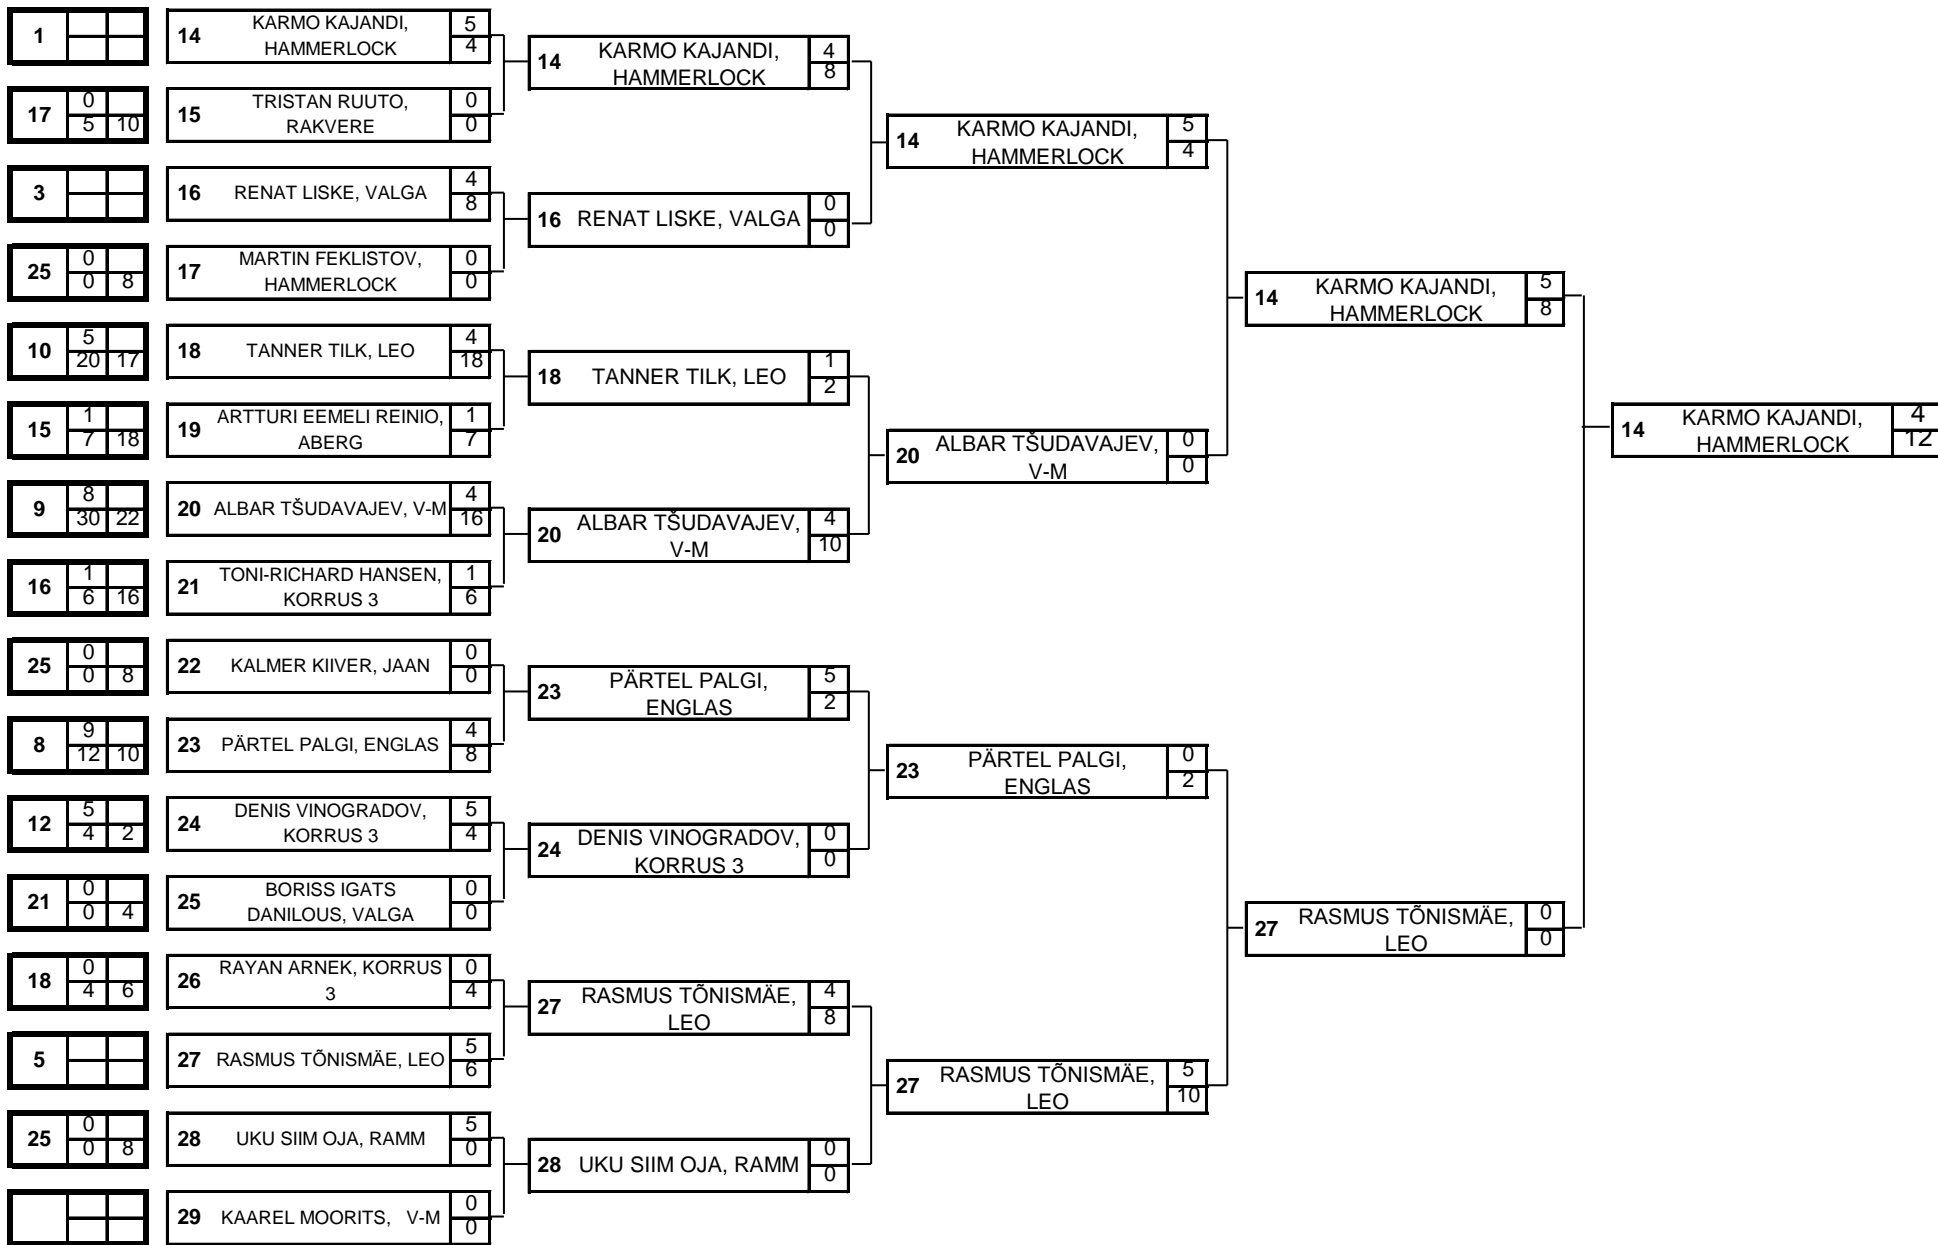 1
14 KARMO KAJANDI, HAMMERLOCK 5 4
17 0 5 10
15 TRISTAN RUUTO, RAKVERE 0 0
3
16 RENAT LISKE, VALGA 4 8
25 0 0 8
17 MARTIN FEKLISTOV, HAMMERLOCK 0 0
10 5 20 17
18 TANNER TILK, LEO 4 18
15 1 7 18
19 ARTTURI EEMELI REINIO, ABERG 1 7
9 8 30 22
20 ALBAR TŠUDAVAJEV, V-M 4 16
16 1 6 16
21 TONI-RICHARD HANSEN, KORRUS 3 1 6
25 0 0 8
22 KALMER KIIVER, JAAN 0 0
8 9 12 10
23 PÄRTEL PALGI, ENGLAS 4 8
12 5 4 2
24 DENIS VINOGRADOV, KORRUS 3 5 4
21 0 0 4
25 BORISS IGATS DANILOUS, VALGA 0 0
18 0 4 6
26 RAYAN ARNEK, KORRUS 3 0 4
5
27 RASMUS TÕNISMÄE, LEO 5 6
25 0 0 8
28 UKU SIIM OJA, RAMM 5 0
29 KAAREL MOORITS, V-M 0 0
14 KARMO KAJANDI, HAMMERLOCK 4 8
16 RENAT LISKE, VALGA 0 0
18 TANNER TILK, LEO 1 2
20 ALBAR TŠUDAVAJEV, V-M 4 10
23 PÄRTEL PALGI, ENGLAS 5 2
24 DENIS VINOGRADOV, KORRUS 3 0 0
27 RASMUS TÕNISMÄE, LEO 4 8
28 UKU SIIM OJA, RAMM 0 0
14 KARMO KAJANDI, HAMMERLOCK 5 4
20 ALBAR TŠUDAVAJEV, V-M 0 0
23 PÄRTEL PALGI, ENGLAS 0 2
27 RASMUS TÕNISMÄE, LEO 5 10
14 KARMO KAJANDI, HAMMERLOCK 5 8
27 RASMUS TÕNISMÄE, LEO 0 0
14 KARMO KAJANDI, HAMMERLOCK 4 12